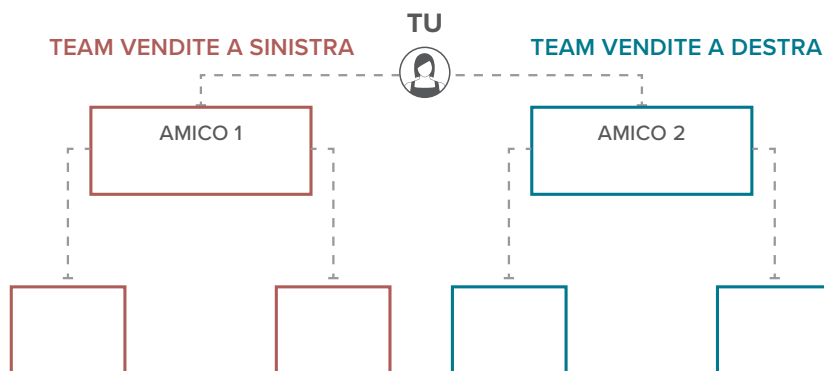 TU
TEAM VENDITE A SINISTRA
TEAM VENDITE A DESTRA
AMICO 1
AMICO 2